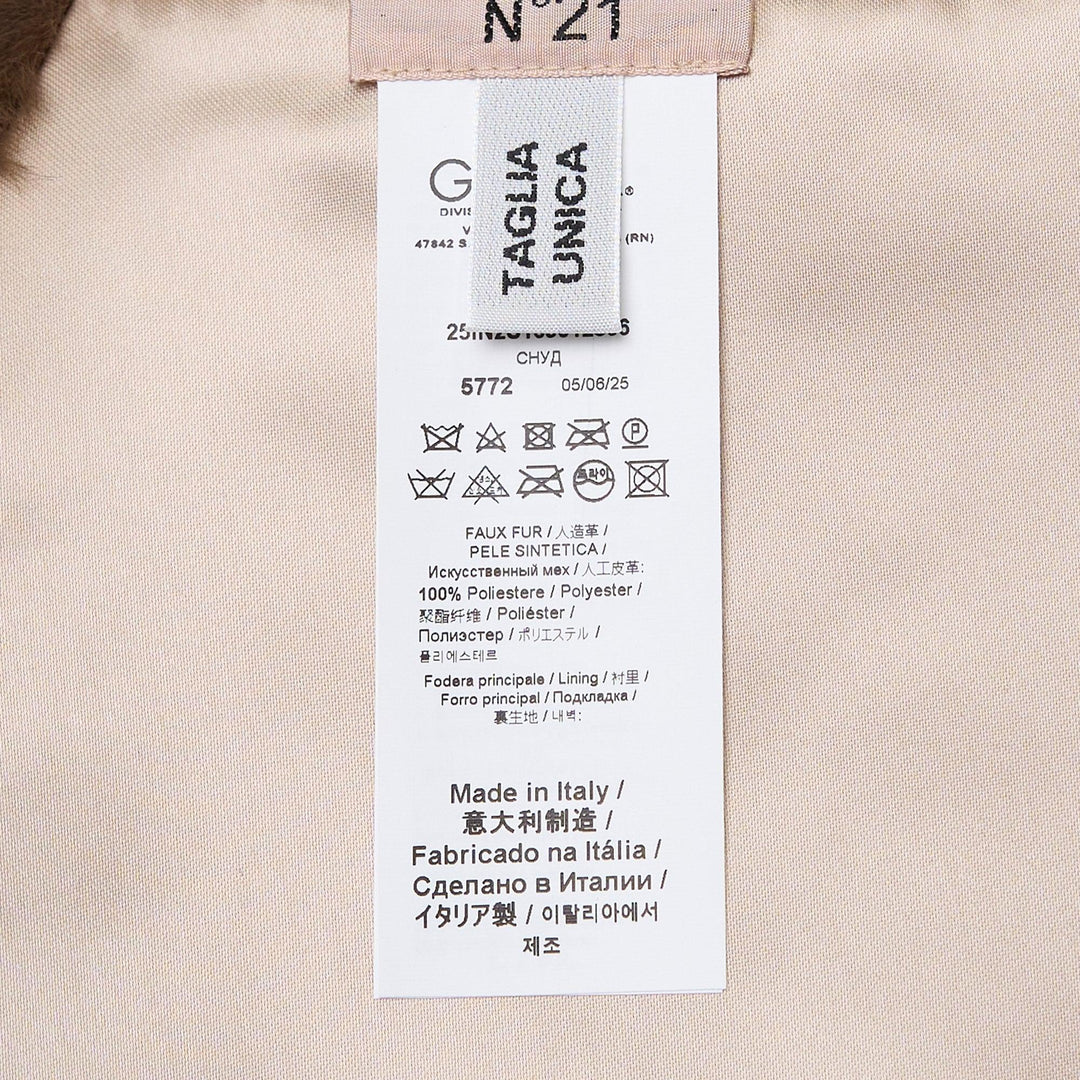 N°21
TAGLIA
UNICA
G
47842 S (RN)
СНУД
5772 05/06/25
P
드라이
FAUX FUR / 人造革 /
PELE SINTETICA /
Искусственный мех / 人工皮革:
100% Poliestere / Polyester /
聚酯纤维 / Poliéster /
Полиэстер / ポリエステル /
폴리에스테르
Fodera principale / Lining / 衬里 /
Forro principal / Подкладка /
裏生地 / 내벽:
Made in Italy /
意大利制造 /
Fabricado na Itália /
Сделано в Италии /
イタリア製 / 이탈리아에서
제조